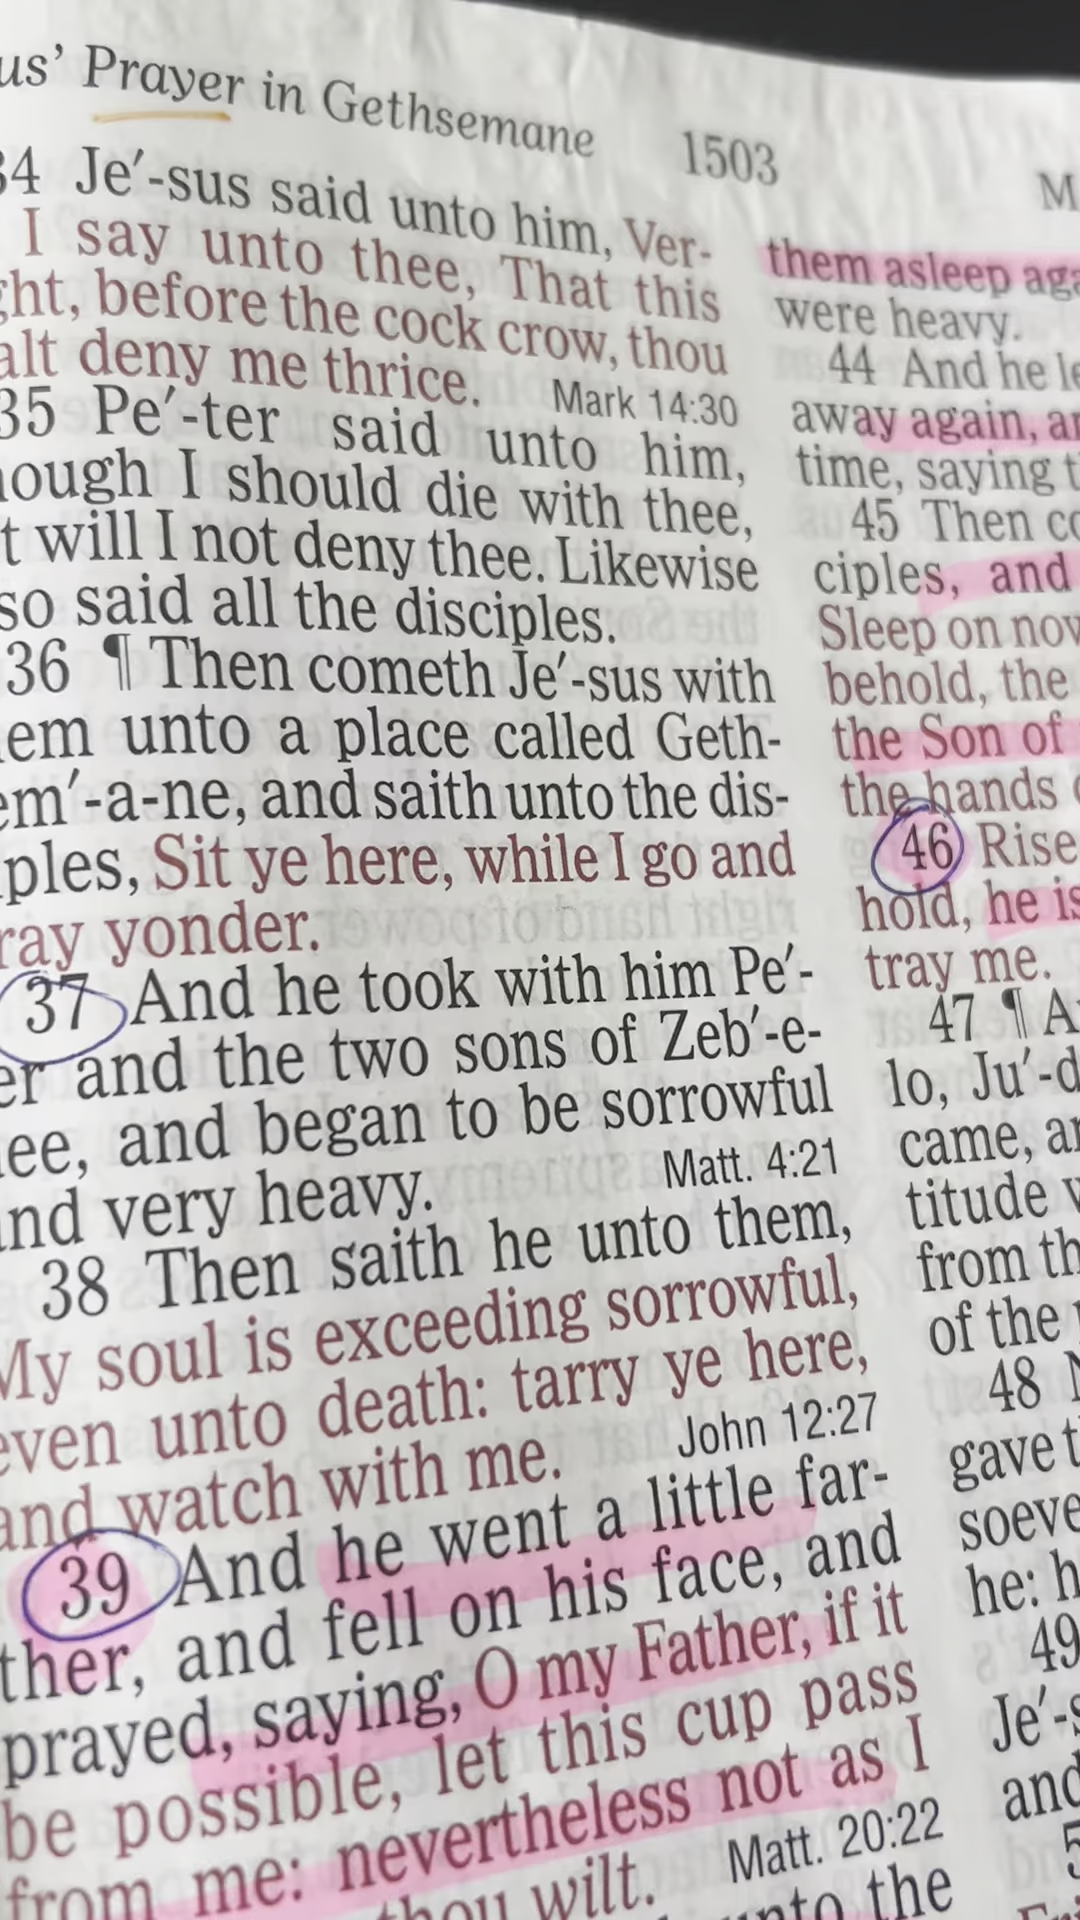 us’ Prayer in Gethsemane 1503
34 Je′-sus said unto him, Ver-
I say unto thee, That this
ght, before the cock crow, thou
alt deny me thrice. Mark 14:30
35 Pe′-ter said unto him,
hough I should die with thee,
t will I not deny thee. Likewise
so said all the disciples.
36 ¶ Then cometh Je′-sus with
em unto a place called Geth-
em′-a-ne, and saith unto the dis-
ples, Sit ye here, while I go and
ray yonder.
37 And he took with him Pe′-
er and the two sons of Zeb′-e-
ee, and began to be sorrowful
nd very heavy. Matt. 4:21
38 Then saith he unto them,
My soul is exceeding sorrowful,
even unto death: tarry ye here,
and watch with me. John 12:27
39 And he went a little far-
ther, and fell on his face, and
prayed, saying, O my Father, if it
be possible, let this cup pass
from me: nevertheless not as I
thou wilt. Matt. 20:22
unto the
M
them asleep aga
were heavy.
44 And he le
away again, an
time, saying t
45 Then co
ciples, and
Sleep on now
behold, the
the Son of
the hands
46 Rise
hold, he is
tray me.
47 ¶ A
lo, Ju′-d
came, an
titude w
from th
of the
48
gave t
soeve
he: h
49
Je′-s
and
5